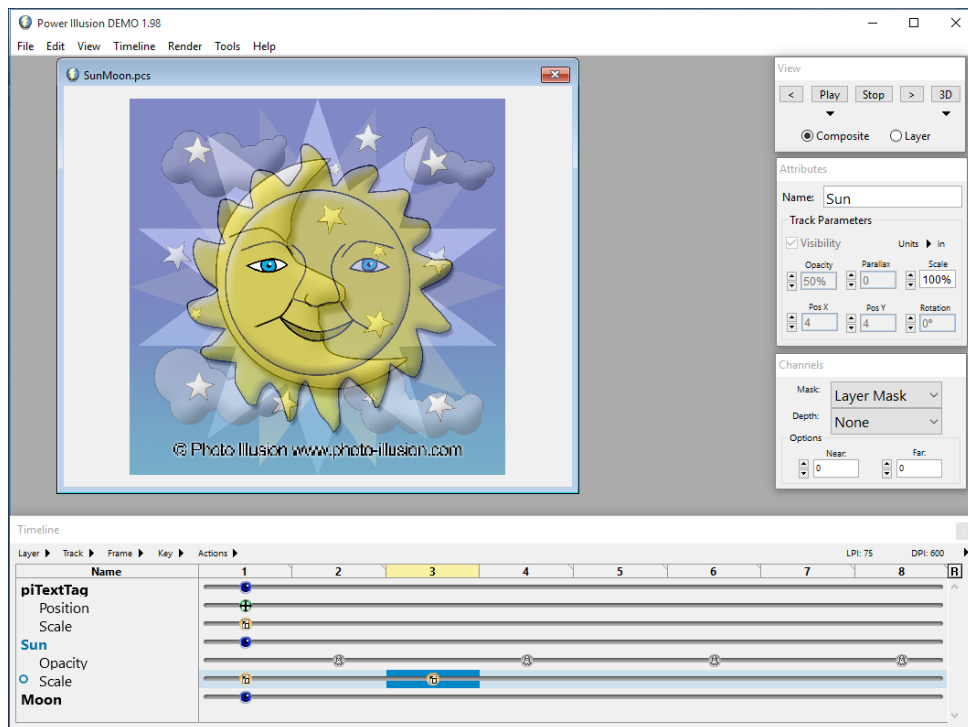 Power Illusion DEMO 1.98
File Edit View Timeline Render Tools Help
SunMoon.pcs
© Photo Illusion www.photo-illusion.com
View
< Play Stop > 3D
Composite Layer
Attributes
Name: Sun
Track Parameters
Visibility Units in
Opacity Parallax Scale
50% 0 100%
Pos X Pos Y Rotation
4 4 0°
Channels
Mask: Layer Mask
Depth: None
Options
Near: Far:
0 0
Timeline
Layer Track Frame Key Actions LPI: 75 DPI: 600
Name 1 2 3 4 5 6 7 8 R
piTextTag
Position
Scale
Sun
Opacity
Scale
Moon